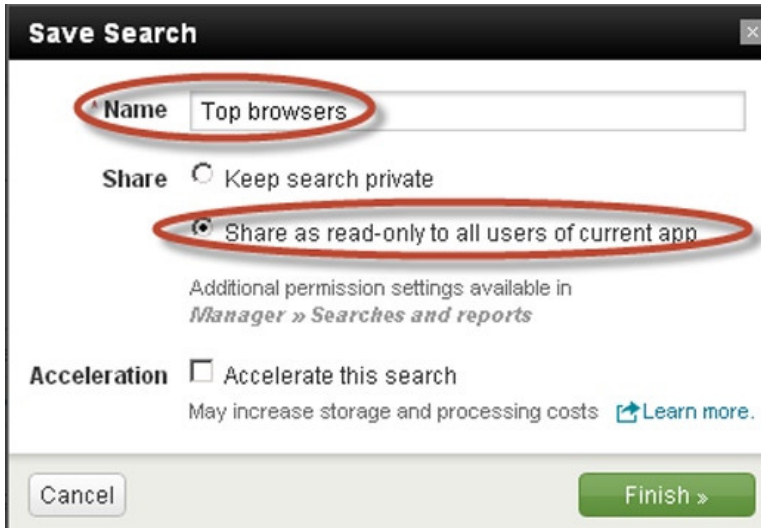 Save Search
* Name Top browsers
Share Keep search private
Share as read-only to all users of current app
Additional permission settings available in
Manager » Searches and reports
Acceleration Accelerate this search
May increase storage and processing costs Learn more.
Cancel Finish »